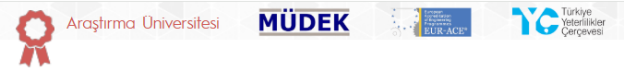 Araştırma Üniversitesi
MÜDEK
EUR-ACE®
Türkiye
Yeterlilikler
Çerçevesi